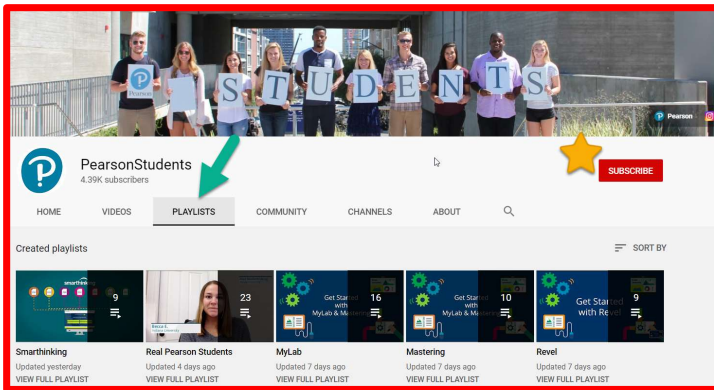 Pearson
S T U D E N T S
Pearson
PearsonStudents
4.39K subscribers
SUBSCRIBE
HOME VIDEOS PLAYLISTS COMMUNITY CHANNELS ABOUT
Created playlists
SORT BY
smarthinking
9
23
Get Started
with
MyLab & Mastering
16
Get Started
with
MyLab & Mastering
10
Get Started
with Revel
9
Smarthinking Real Pearson Students MyLab Mastering Revel
Updated yesterday Updated 4 days ago Updated 7 days ago Updated 7 days ago Updated 7 days ago
VIEW FULL PLAYLIST VIEW FULL PLAYLIST VIEW FULL PLAYLIST VIEW FULL PLAYLIST VIEW FULL PLAYLIST